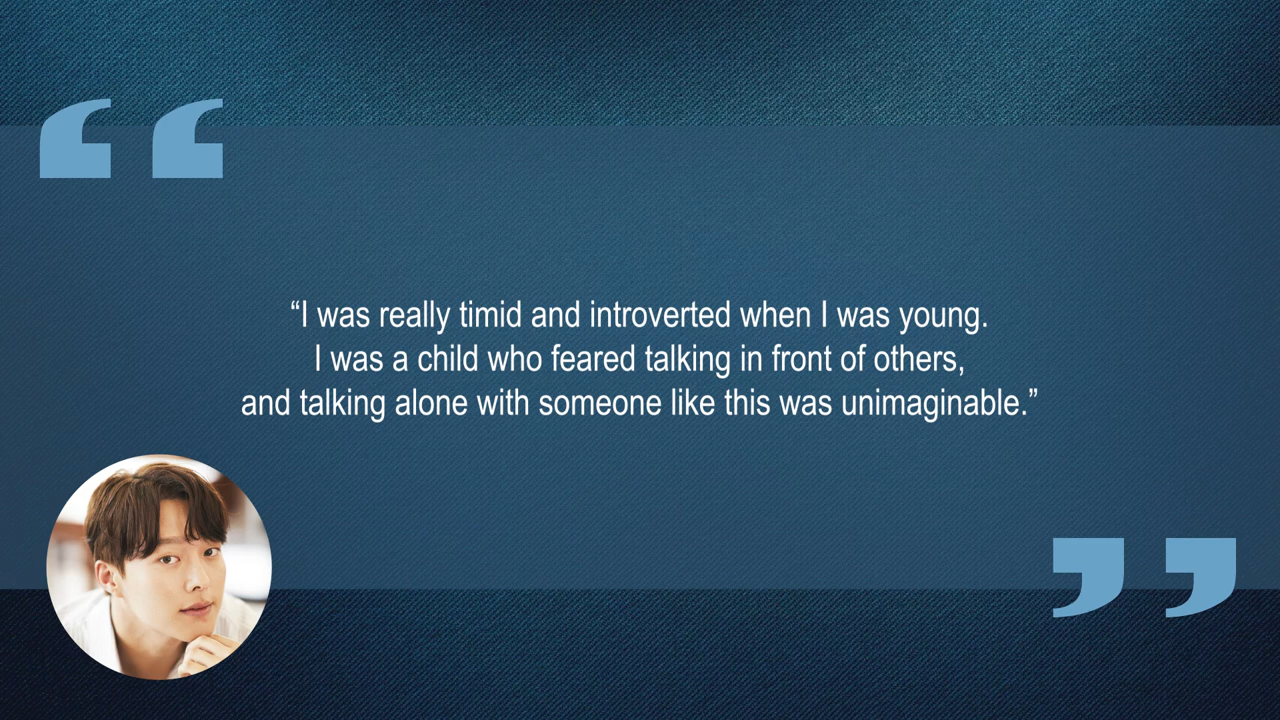 “I was really timid and introverted when I was young.
I was a child who feared talking in front of others,
and talking alone with someone like this was unimaginable.”